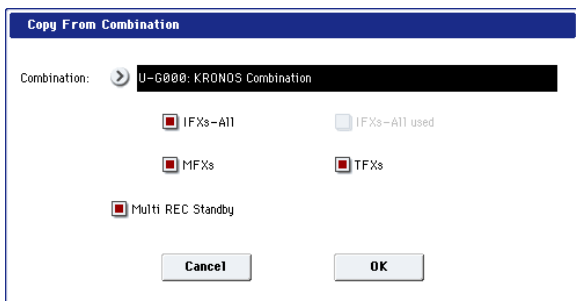 Copy From Combination
Combination: U-G000: KRONOS Combination
IFXs-All IFXs-All used
MFXs TFXs
Multi REC Standby
Cancel OK